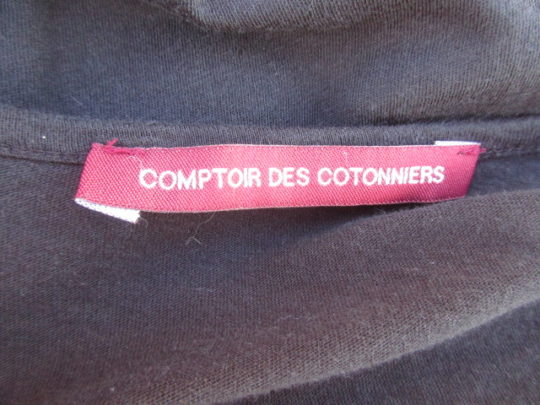 COMPTOIR DES COTONNIERS